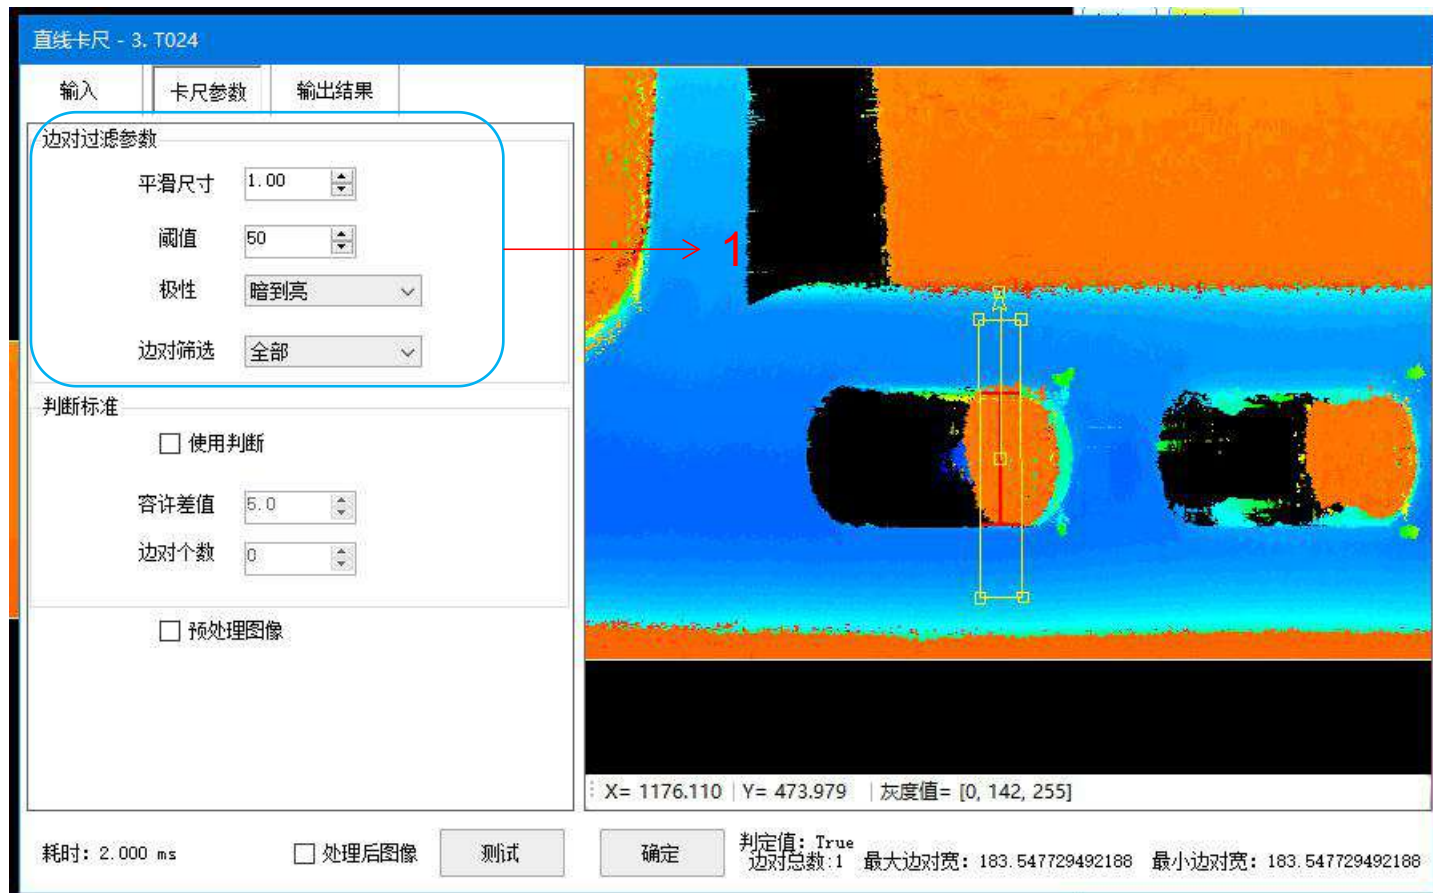 直线卡尺 - 3. T024
输入 卡尺参数 输出结果
边对过滤参数
平滑尺寸 1.00
阈值 50
1
极性 暗到亮
边对筛选 全部
判断标准
使用判断
容许差值 5.0
边对个数 0
预处理图像
X= 1176.110 Y= 473.979 灰度值= [0, 142, 255]
耗时: 2.000 ms 处理后图像 测试 确定 判定值: True
边对总数:1 最大边对宽: 183.547729492188 最小边对宽: 183.547729492188